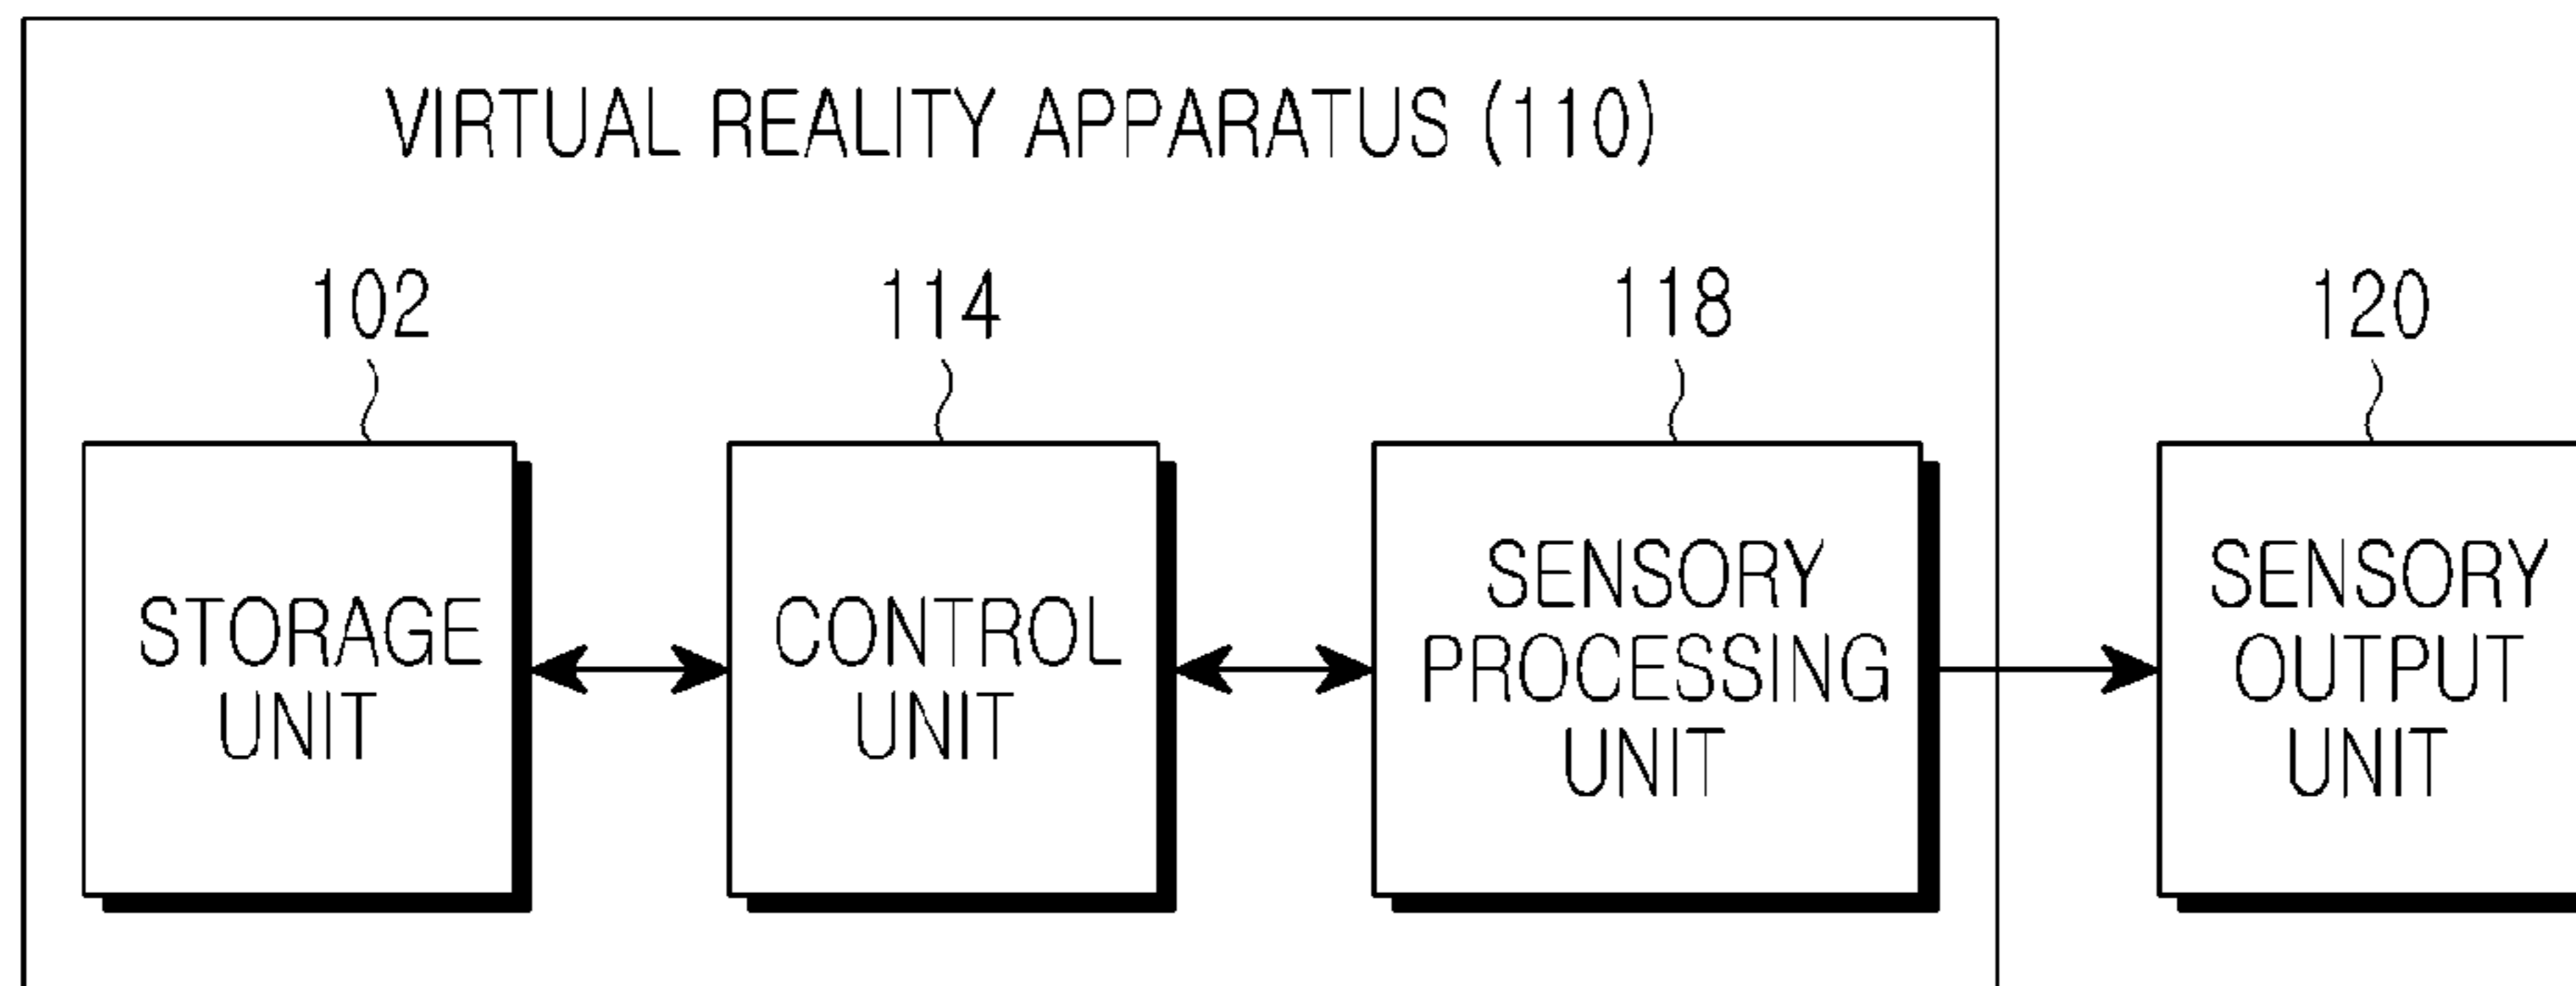 VIRTUAL REALITY APPARATUS (110)
102
114
118
120
STORAGE
UNIT
CONTROL
UNIT
SENSORY
PROCESSING
UNIT
SENSORY
OUTPUT
UNIT